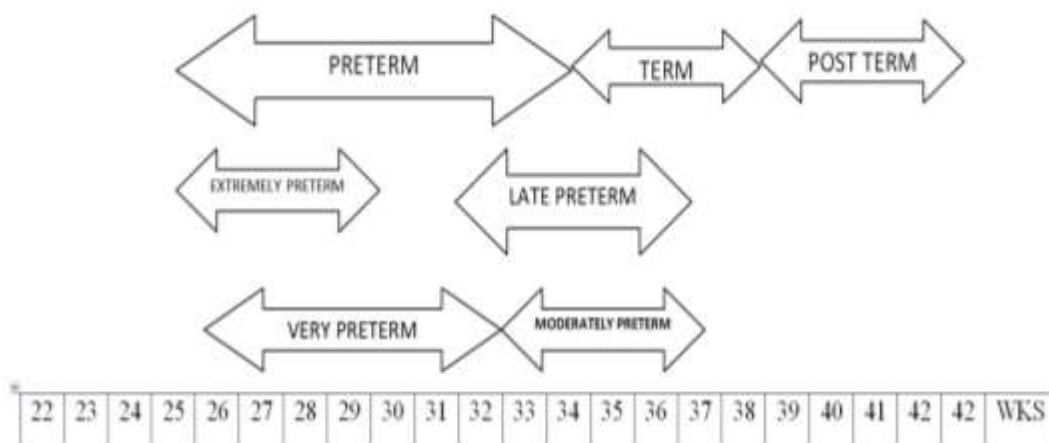 PRETERM
TERM
POST TERM
EXTREMELY PRETERM
LATE PRETERM
VERY PRETERM
MODERATELY PRETERM
22 23 24 25 26 27 28 29 30 31 32 33 34 35 36 37 38 39 40 41 42 42 WKS